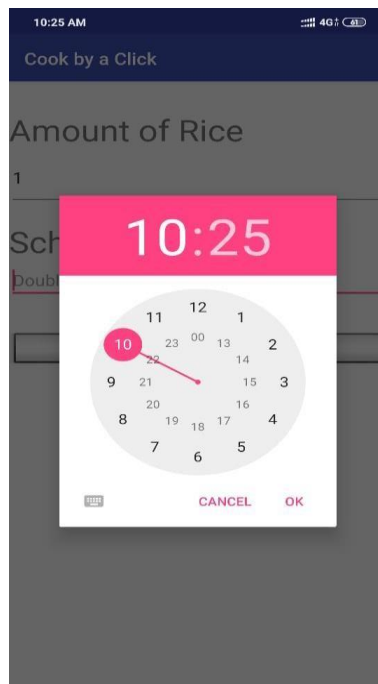 10:25 AM 4G 61
Cook by a Click
Amount of Rice
1
Sch
Doubl
10:25
12
11 1
23 00 13
10 2
22 14
9 21 15 3
20 16
8 4
19 18 17
7 5
6
CANCEL OK